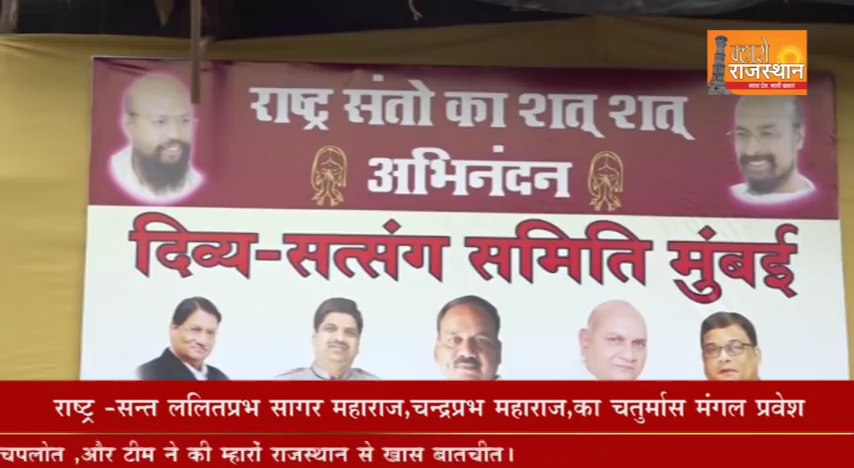 म्हारो
राजस्थान
राष्ट्र संतो का शत् शत्
अभिनंदन
दिव्य-सत्संग समिति मुंबई
राष्ट्र -सन्त ललितप्रभ सागर महाराज,चन्द्रप्रभ महाराज,का चतुर्मास मंगल प्रवेश
चपलोत ,और टीम ने की म्हारों राजस्थान से खास बातचीत।